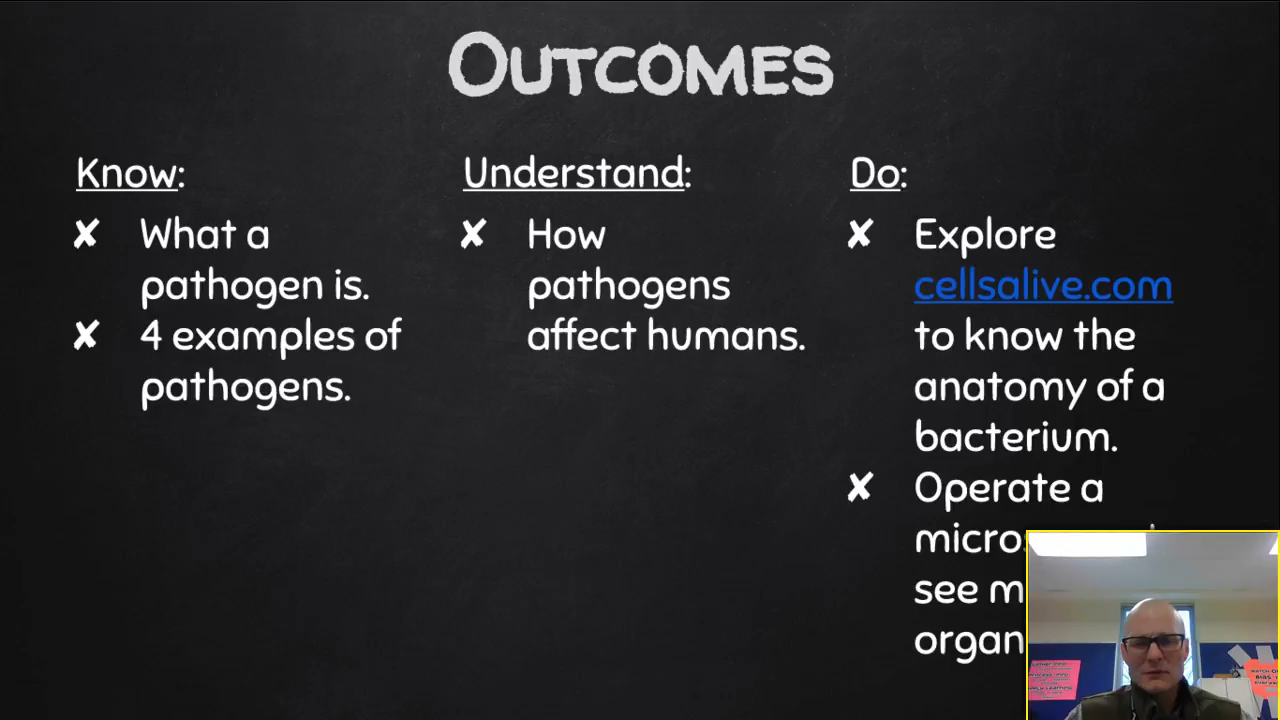 OUTCOMES
Know:
✘ What a
pathogen is.
✘ 4 examples of
pathogens.
Understand:
✘ How
pathogens
affect humans.
Do:
✘ Explore
cellsalive.com
to know the
anatomy of a
bacterium.
✘ Operate a
see